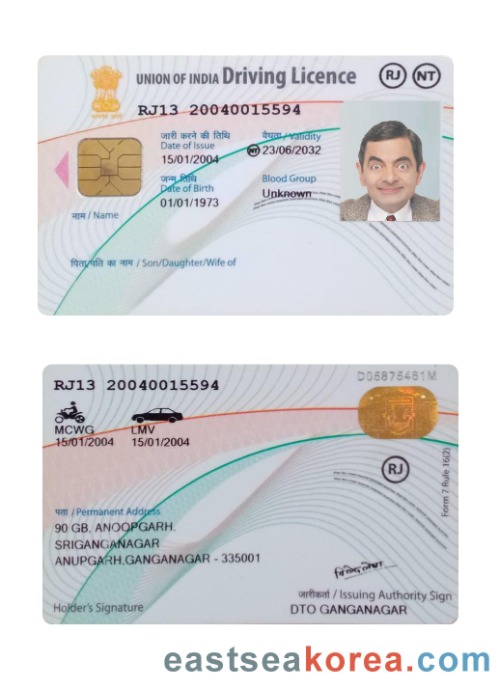 UNION OF INDIA Driving Licence RJ NT
RJ13 20040015594
जारी करने की तिथि
Date of Issue
15/01/2004
वैधता / Validity
NT 23/06/2032
जन्म तिथि
Date of Birth
01/01/1973
Blood Group
Unknown
नाम / Name
पिता/पति का नाम / Son/Daughter/Wife of
RJ13 20040015594
MCWG
15/01/2004
LMV
15/01/2004
RJ
Form 7 Rule 16(2)
पता / Permanent Address
90 GB. ANOOPGARH.
SRIGANGANAGAR
ANUPGARH.GANGANAGAR - 335001
Holder's Signature
जारीकर्ता / Issuing Authority Sign
DTO GANGANAGAR
eastseakorea.com